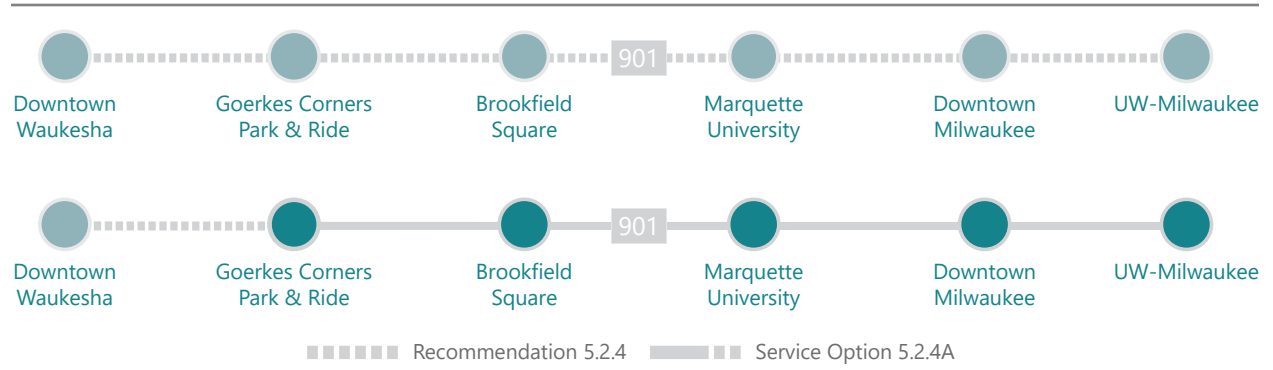 901
Downtown
Waukesha
Goerkes Corners
Park & Ride
Brookfield
Square
Marquette
University
Downtown
Milwaukee
UW-Milwaukee
901
Downtown
Waukesha
Goerkes Corners
Park & Ride
Brookfield
Square
Marquette
University
Downtown
Milwaukee
UW-Milwaukee
Recommendation 5.2.4
Service Option 5.2.4A